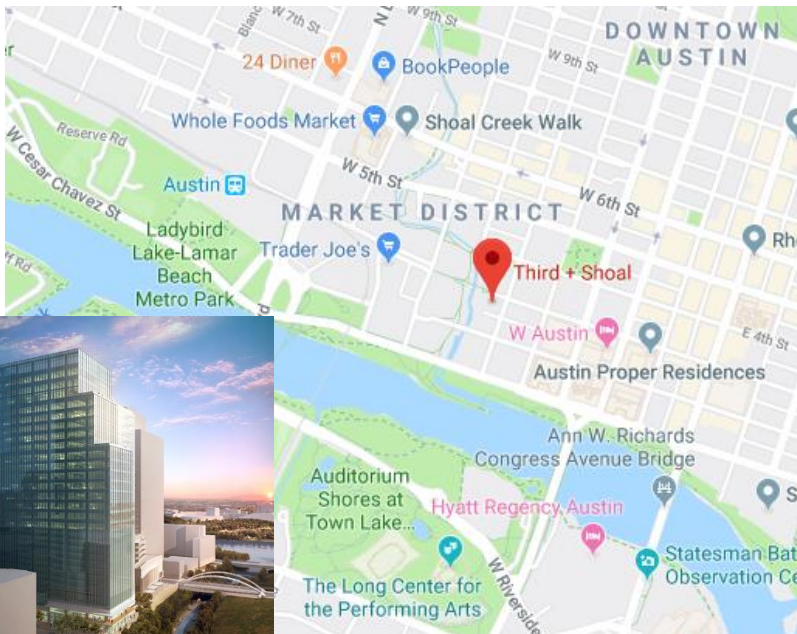 W 7th St
W 9th St
DOWNTOWN
AUSTIN
24 Diner
BookPeople
W 9th St
Whole Foods Market
Shoal Creek Walk
Reserve Rd
W Cesar Chavez St
W 5th St
Austin
W 6th St
MARKET DISTRICT
Ladybird
Lake-Lamar
Beach
Metro Park
Trader Joe's
Third + Shoal
W Austin
E 4th St
Austin Proper Residences
Ann W. Richards
Congress Avenue Bridge
Auditorium
Shores at
Town Lake...
Hyatt Regency Austin
Statesman Bat
Observation Ce
The Long Center for
the Performing Arts
W Riverside